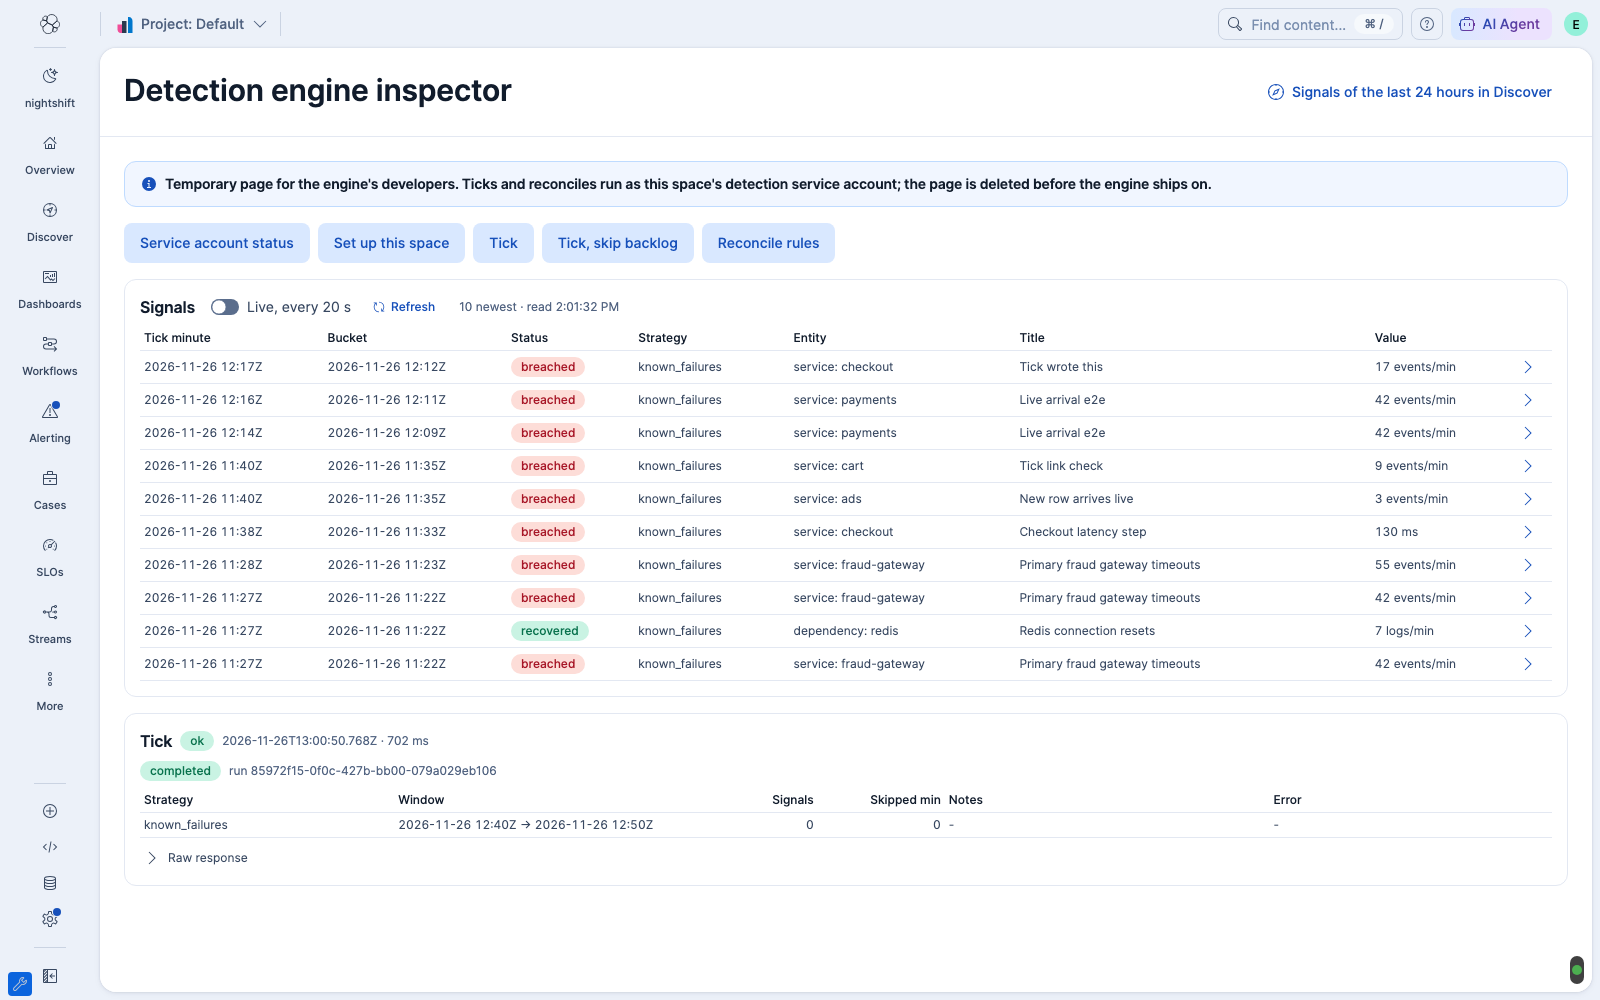 Project: Default
Find content...
⌘ /
AI Agent
E
nightshift
Overview
Discover
Dashboards
Workflows
Alerting
Cases
SLOs
Streams
More
Detection engine inspector
Signals of the last 24 hours in Discover
Temporary page for the engine's developers. Ticks and reconciles run as this space's detection service account; the page is deleted before the engine ships on.
Service account status
Set up this space
Tick
Tick, skip backlog
Reconcile rules
Signals Live, every 20 s Refresh 10 newest · read 2:01:32 PM
Tick minute Bucket Status Strategy Entity Title Value
2026-11-26 12:17Z 2026-11-26 12:12Z breached known_failures service: checkout Tick wrote this 17 events/min
2026-11-26 12:16Z 2026-11-26 12:11Z breached known_failures service: payments Live arrival e2e 42 events/min
2026-11-26 12:14Z 2026-11-26 12:09Z breached known_failures service: payments Live arrival e2e 42 events/min
2026-11-26 11:40Z 2026-11-26 11:35Z breached known_failures service: cart Tick link check 9 events/min
2026-11-26 11:40Z 2026-11-26 11:35Z breached known_failures service: ads New row arrives live 3 events/min
2026-11-26 11:38Z 2026-11-26 11:33Z breached known_failures service: checkout Checkout latency step 130 ms
2026-11-26 11:28Z 2026-11-26 11:23Z breached known_failures service: fraud-gateway Primary fraud gateway timeouts 55 events/min
2026-11-26 11:27Z 2026-11-26 11:22Z breached known_failures service: fraud-gateway Primary fraud gateway timeouts 42 events/min
2026-11-26 11:27Z 2026-11-26 11:22Z recovered known_failures dependency: redis Redis connection resets 7 logs/min
2026-11-26 11:27Z 2026-11-26 11:22Z breached known_failures service: fraud-gateway Primary fraud gateway timeouts 42 events/min
Tick ok 2026-11-26T13:00:50.768Z · 702 ms
completed run 85972f15-0f0c-427b-bb00-079a029eb106
Strategy Window Signals Skipped min Notes Error
known_failures 2026-11-26 12:40Z → 2026-11-26 12:50Z 0 0 - -
Raw response